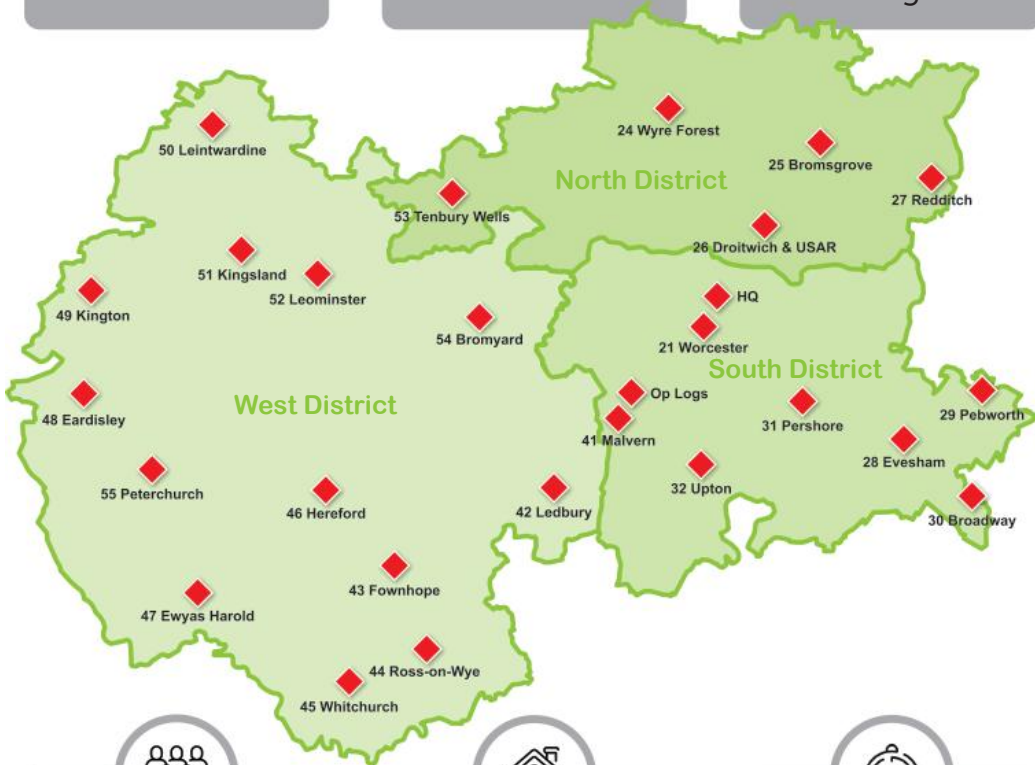 24 Wyre Forest
50 Leintwardine
25 Bromsgrove
North District
27 Redditch
53 Tenbury Wells
26 Droitwich & USAR
51 Kingsland
52 Leominster
HQ
49 Kington
54 Bromyard
21 Worcester
South District
Op Logs
West District
29 Pebworth
48 Eardisley
31 Pershore
41 Malvern
28 Evesham
55 Peterchurch
32 Upton
46 Hereford
42 Ledbury
30 Broadway
43 Fownhope
47 Ewyas Harold
44 Ross-on-Wye
45 Whitchurch